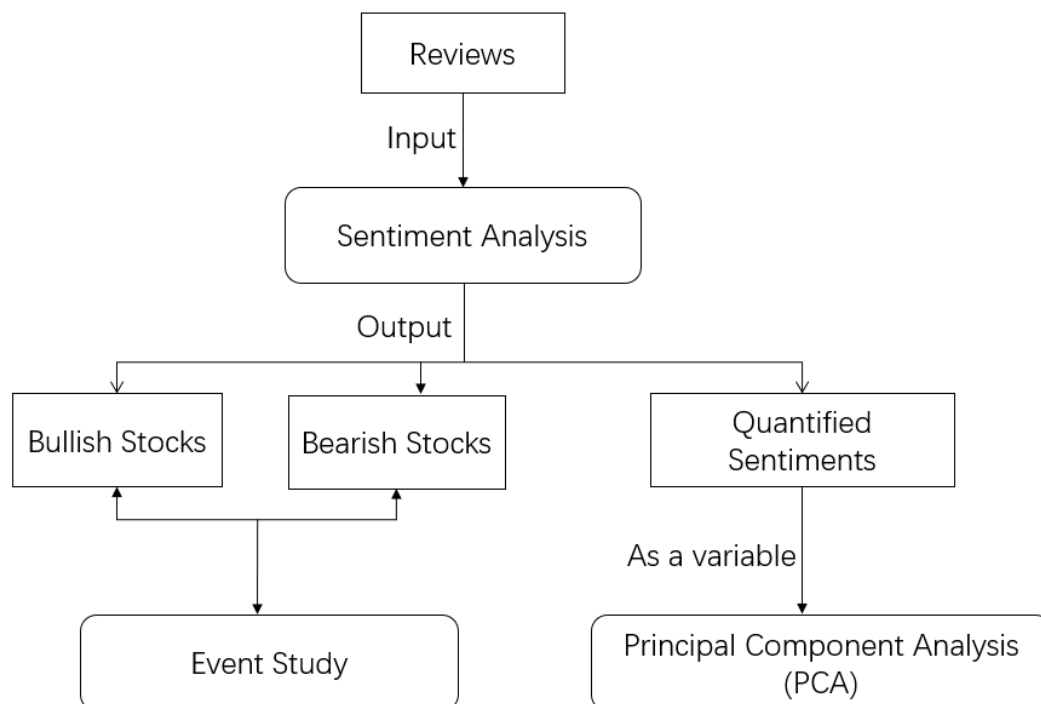 Reviews
Input
Sentiment Analysis
Output
Bullish Stocks
Bearish Stocks
Quantified
Sentiments
As a variable
Event Study
Principal Component Analysis
(PCA)